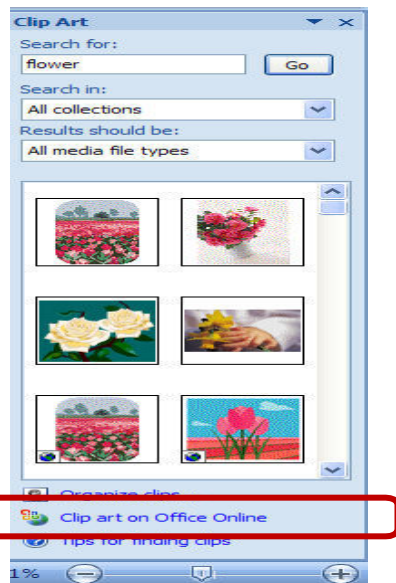 Clip Art
Search for:
flower
Go
Search in:
All collections
Results should be:
All media file types
Organize clips
Clip art on Office Online
Tips for finding clips
1%